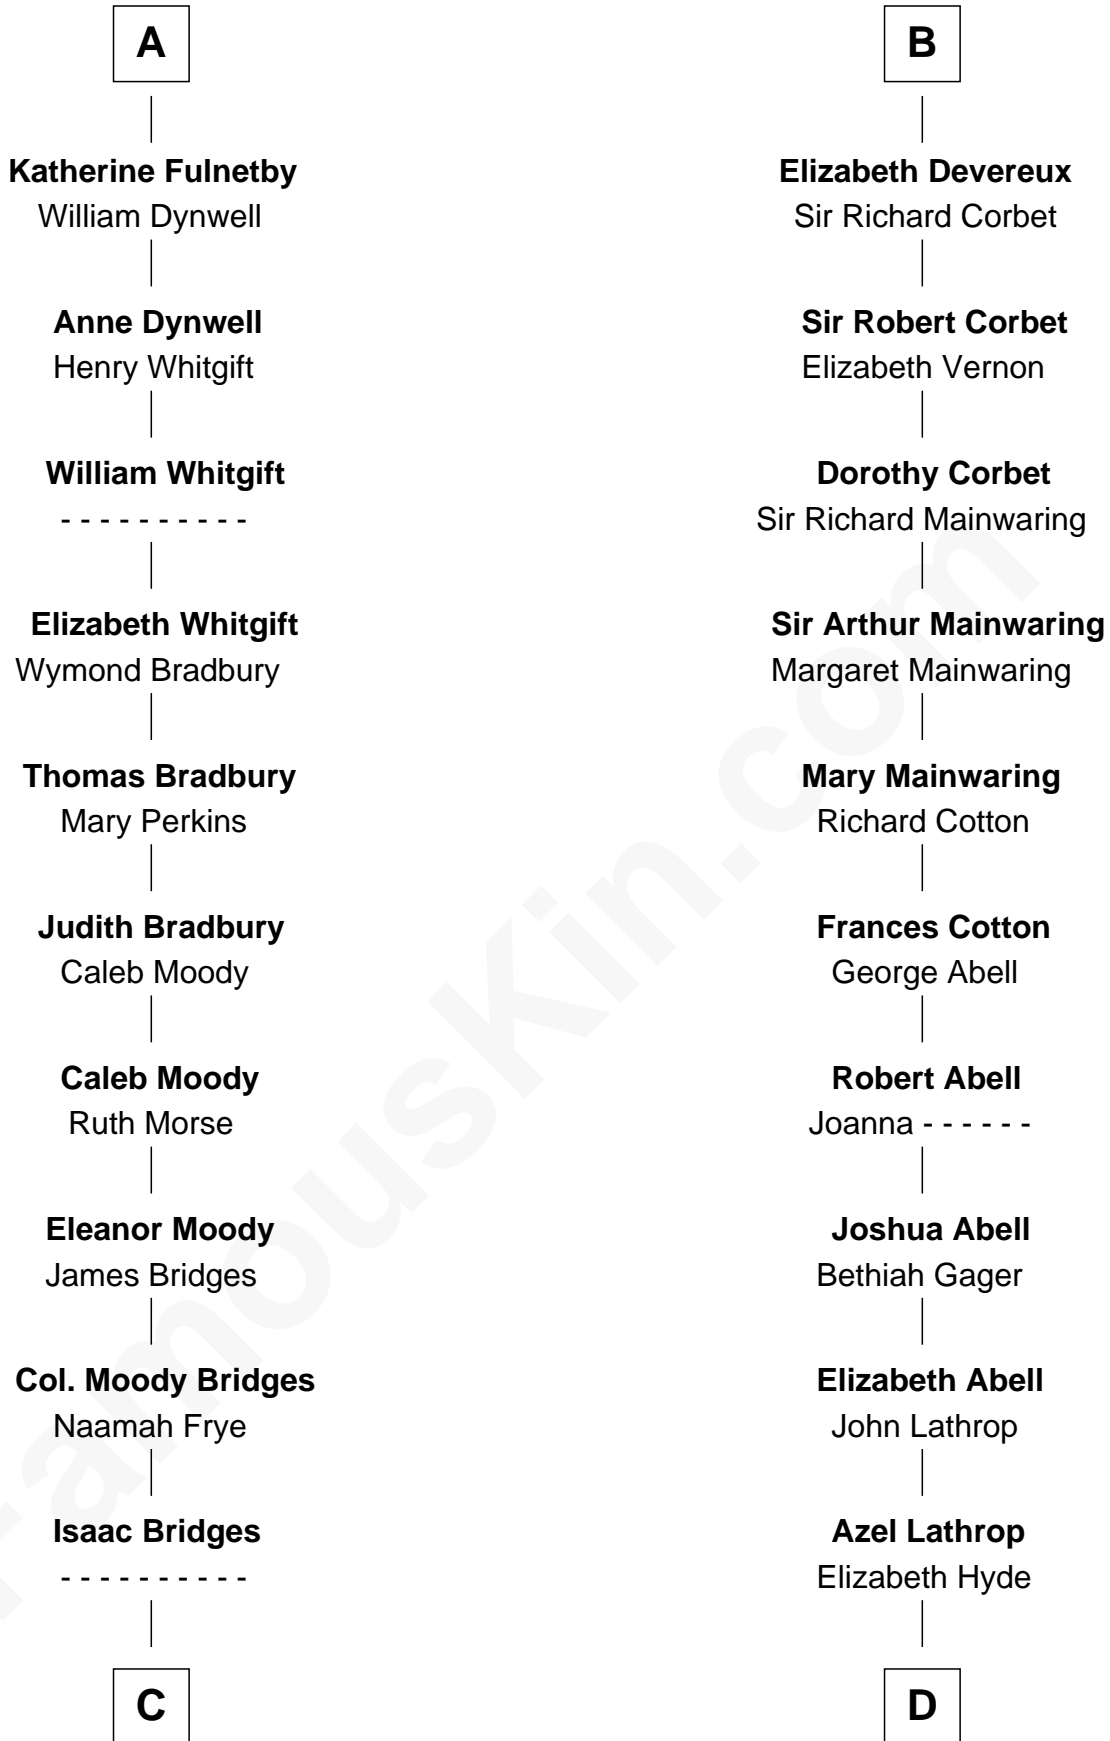 A
Katherine Fulnetby
William Dynwell
Anne Dynwell
Henry Whitgift
William Whitgift
- - - - - - - - - -
Elizabeth Whitgift
Wymond Bradbury
Thomas Bradbury
Mary Perkins
Judith Bradbury
Caleb Moody
Caleb Moody
Ruth Morse
Eleanor Moody
James Bridges
Col. Moody Bridges
Naamah Frye
Isaac Bridges
- - - - - - - - - -
C
B
Elizabeth Devereux
Sir Richard Corbet
Sir Robert Corbet
Elizabeth Vernon
Dorothy Corbet
Sir Richard Mainwaring
Sir Arthur Mainwaring
Margaret Mainwaring
Mary Mainwaring
Richard Cotton
Frances Cotton
George Abell
Robert Abell
Joanna - - - - - -
Joshua Abell
Bethiah Gager
Elizabeth Abell
John Lathrop
Azel Lathrop
Elizabeth Hyde
D
FamousKin.com